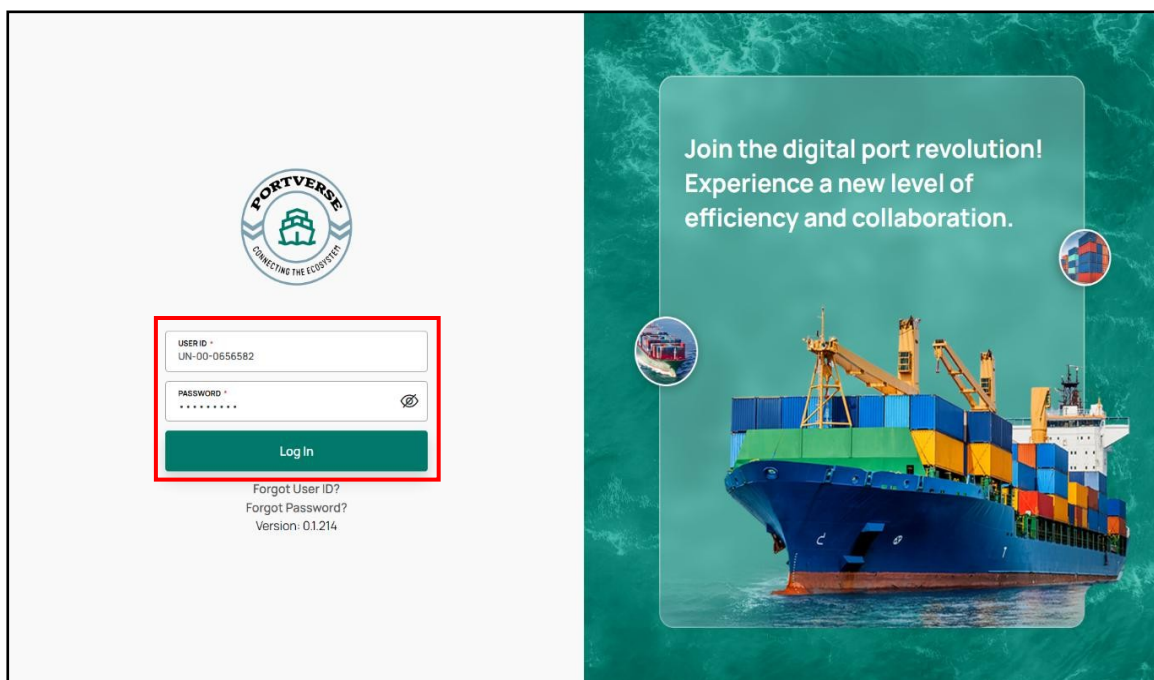 PORTVERSE
CONNECTING THE ECOSYSTEM
USER ID *
UN-00-0656582
PASSWORD *
Log In
Forgot User ID?
Forgot Password?
Version: 0.1.214
Join the digital port revolution!
Experience a new level of
efficiency and collaboration.